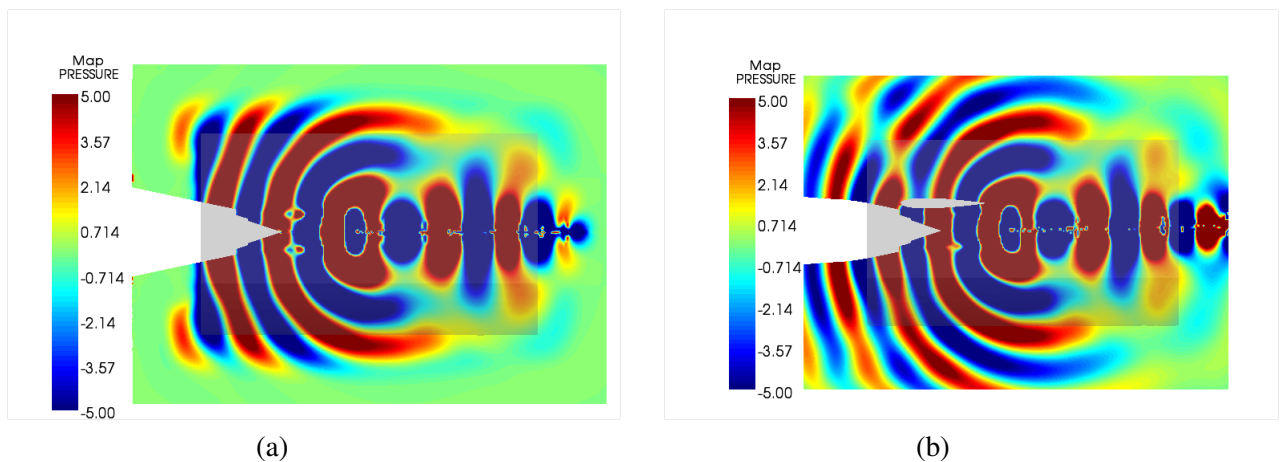 Map
PRESSURE
5.00
3.57
2.14
0.714
-0.714
-2.14
-3.57
-5.00
(a)
Map
PRESSURE
5.00
3.57
2.14
0.714
-0.714
-2.14
-3.57
-5.00
(b)